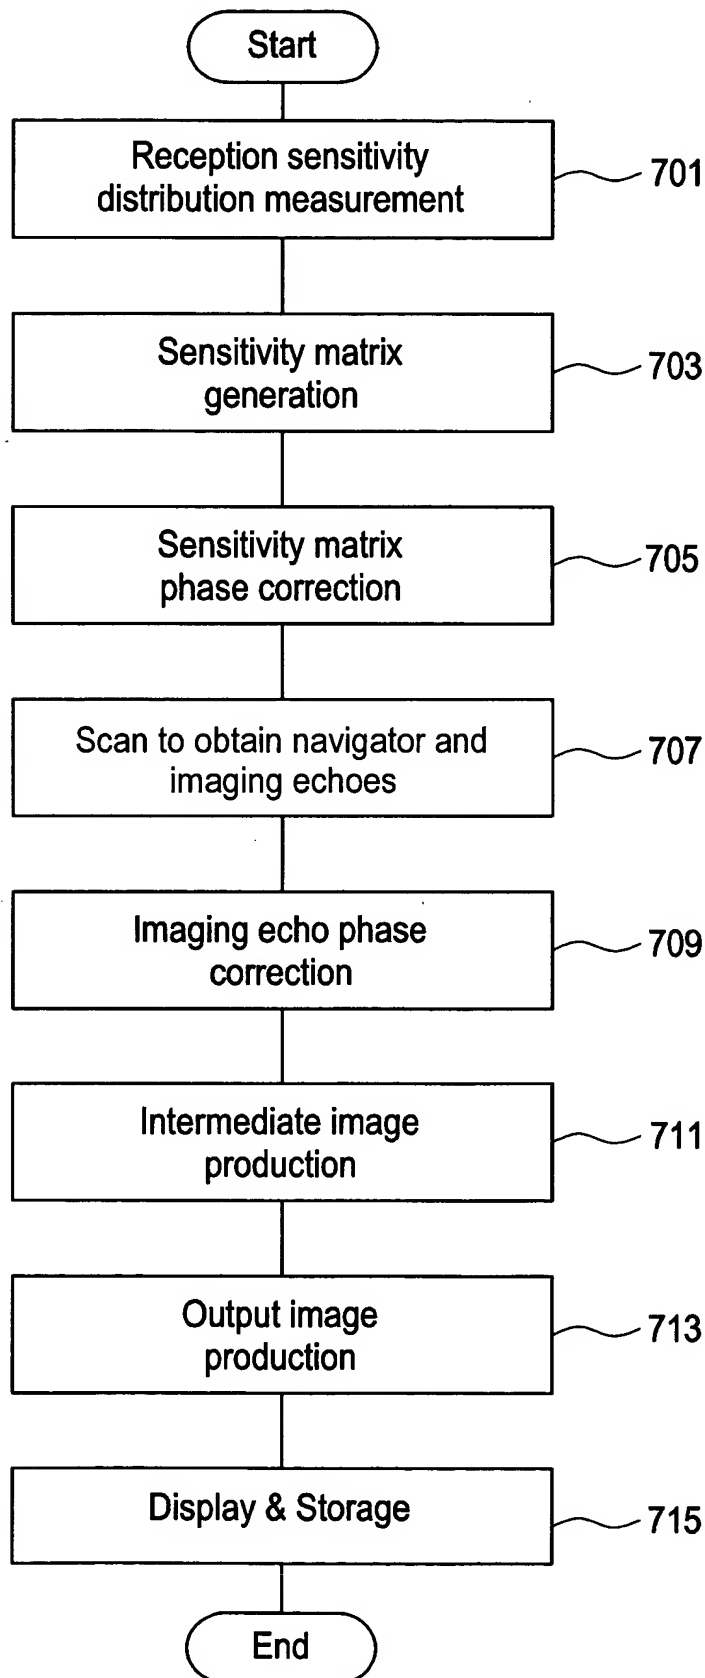 Start
Reception sensitivity
distribution measurement
701
Sensitivity matrix
generation
703
Sensitivity matrix
phase correction
705
Scan to obtain navigator and
imaging echoes
707
Imaging echo phase
correction
709
Intermediate image
production
711
Output image
production
713
Display & Storage
715
End